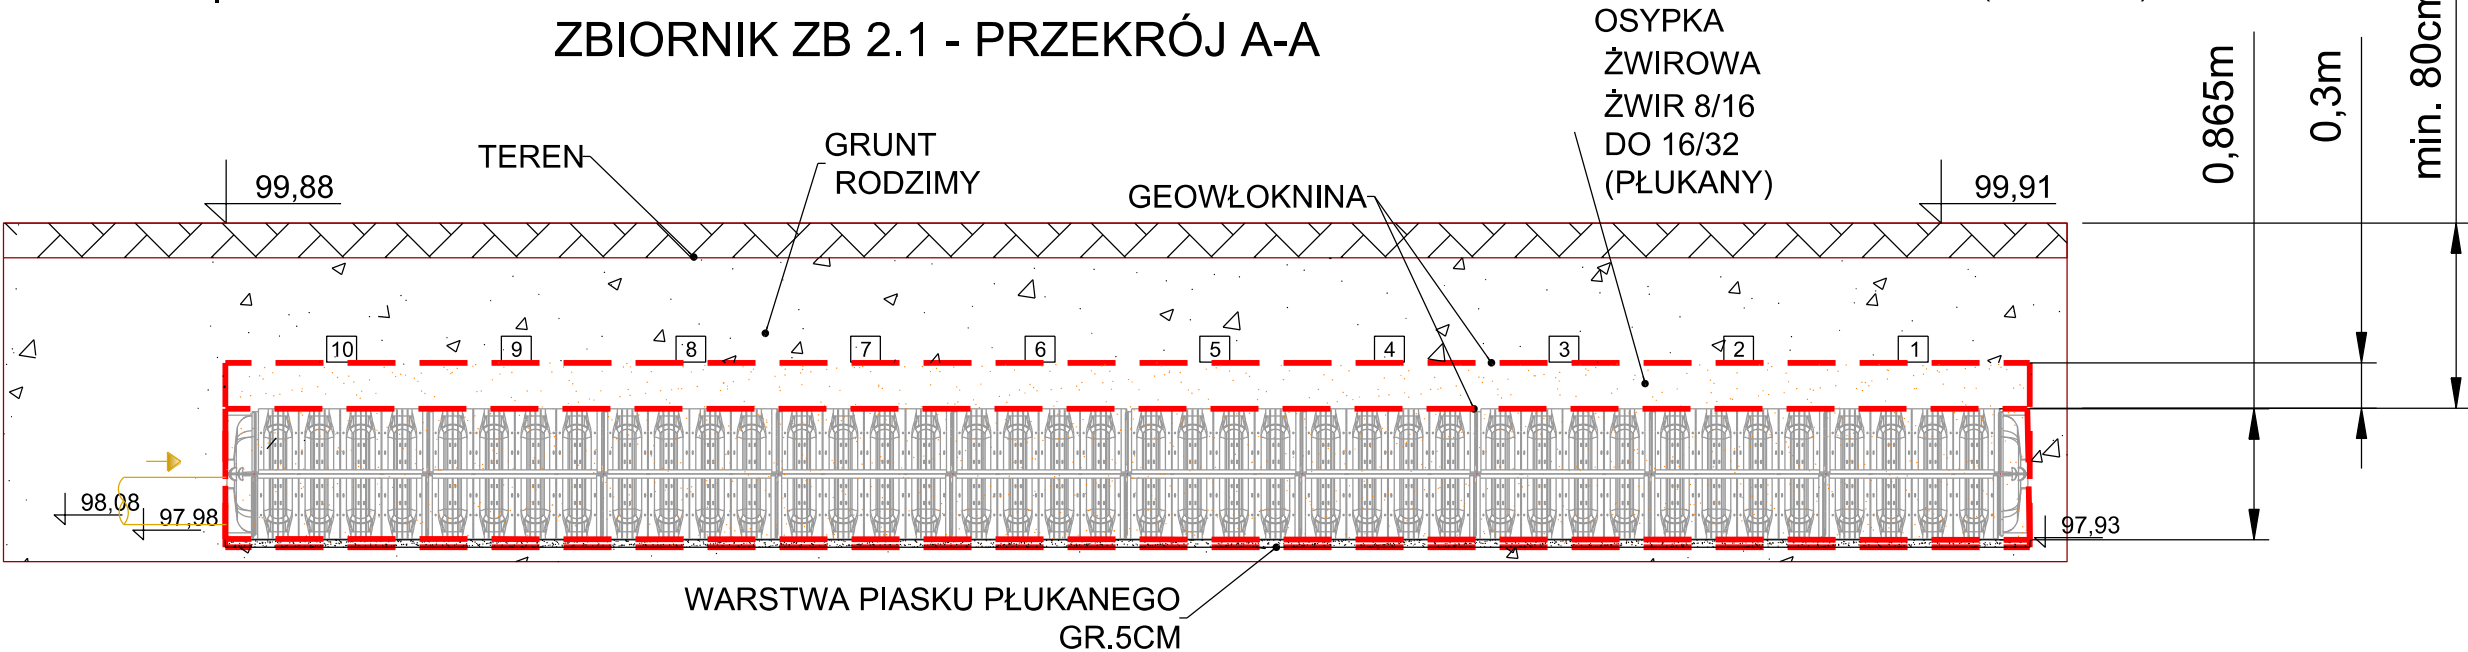 ZBIORNIK ZB 2.1 - PRZEKRÓJ A-A
OSYPKA
ŻWIROWA
ŻWIR 8/16
DO 16/32
(PŁUKANY)
0,865m
0,3m
min. 80cm
TEREN
GRUNT
RODZIMY
GEOWŁOKNINA
99,88
99,91
10
9
8
7
6
5
4
3
2
1
98,08
97,98
97,93
WARSTWA PIASKU PŁUKANEGO
GR.5CM